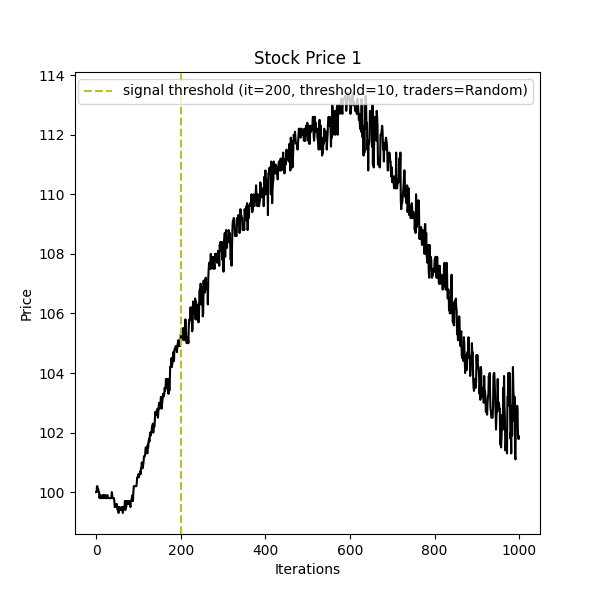 Stock Price 1
signal threshold (it=200, threshold=10, traders=Random)
114
112
110
108
106
104
102
100
Price
0 200 400 600 800 1000
Iterations